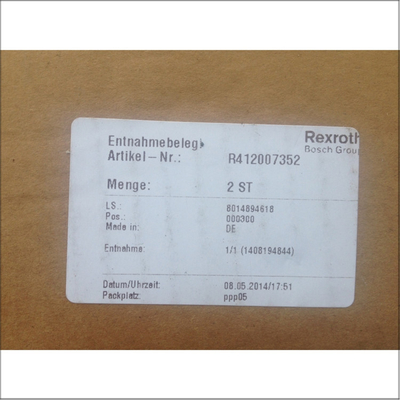 Entnahmebeleg
Rexroth
Bosch Group
Artikel – Nr.: R412007352
Menge: 2 ST
LS.: 8014894618
Pos.: 000300
Made in: DE
Entnahme: 1/1 (1408194844)
Datum/Uhrzeit: 08.05.2014/17:51
Packplatz: ppp05